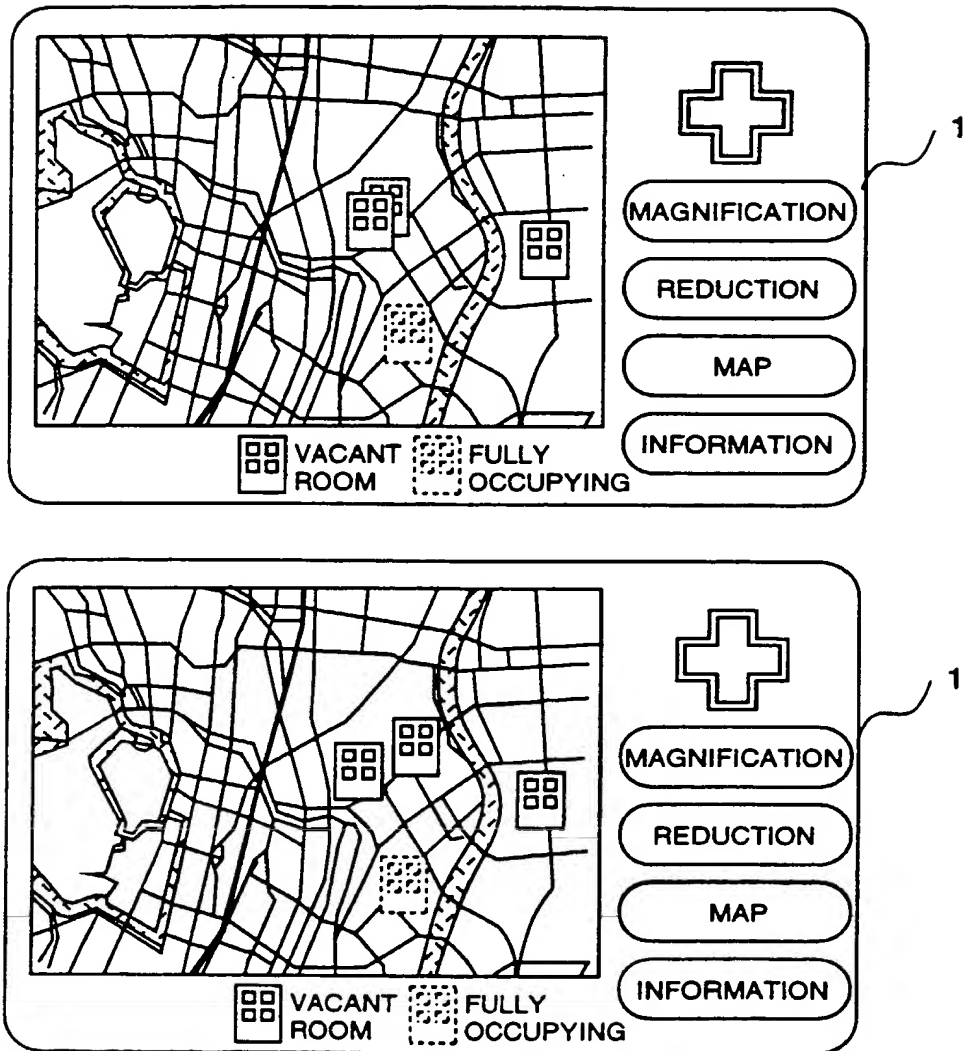 1
MAGNIFICATION
REDUCTION
MAP
INFORMATION
VACANT
ROOM
FULLY
OCCUPYING
1
MAGNIFICATION
REDUCTION
MAP
INFORMATION
VACANT
ROOM
FULLY
OCCUPYING